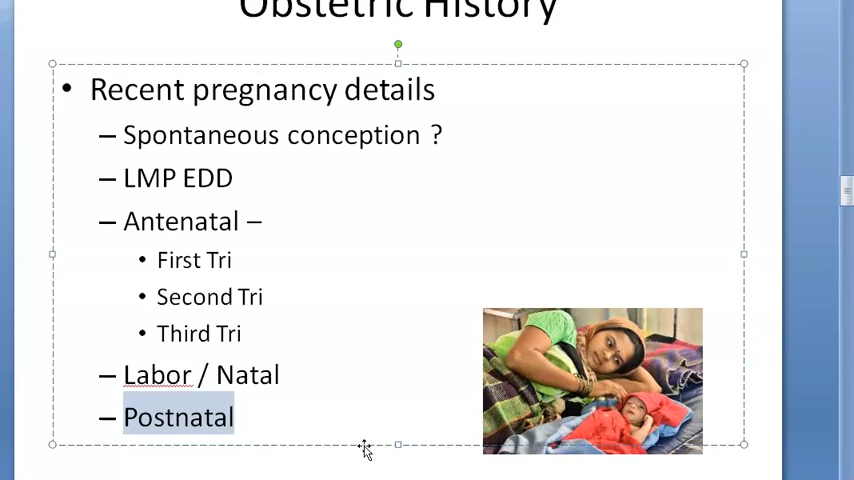 Obstetric History
• Recent pregnancy details
– Spontaneous conception ?
– LMP EDD
– Antenatal –
• First Tri
• Second Tri
• Third Tri
– Labor / Natal
– Postnatal